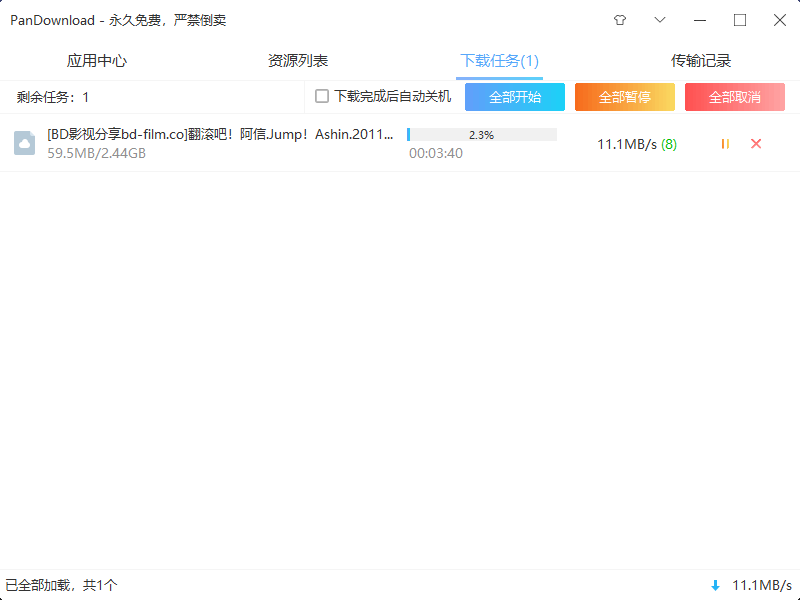 PanDownload - 永久免费，严禁倒卖
应用中心 资源列表 下载任务(1) 传输记录
剩余任务：1 下载完成后自动关机 全部开始 全部暂停 全部取消
[BD影视分享bd-film.co]翻滚吧！阿信.Jump！Ashin.2011... 2.3%
59.5MB/2.44GB 00:03:40 11.1MB/s (8)
已全部加载，共1个 11.1MB/s